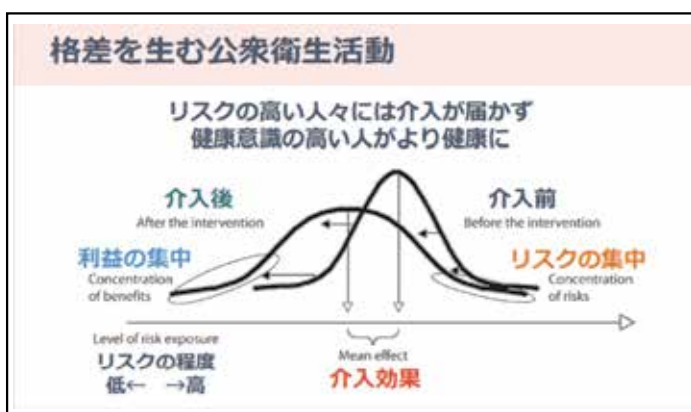 格差を生む公衆衛生活動
リスクの高い人々には介入が届かず
健康意識の高い人がより健康に
介入後
After the intervention
介入前
Before the intervention
利益の集中
Concentration
of benefits
リスクの集中
Concentration
of risks
Level of risk exposure
リスクの程度
低← →高
Mean effect
介入効果